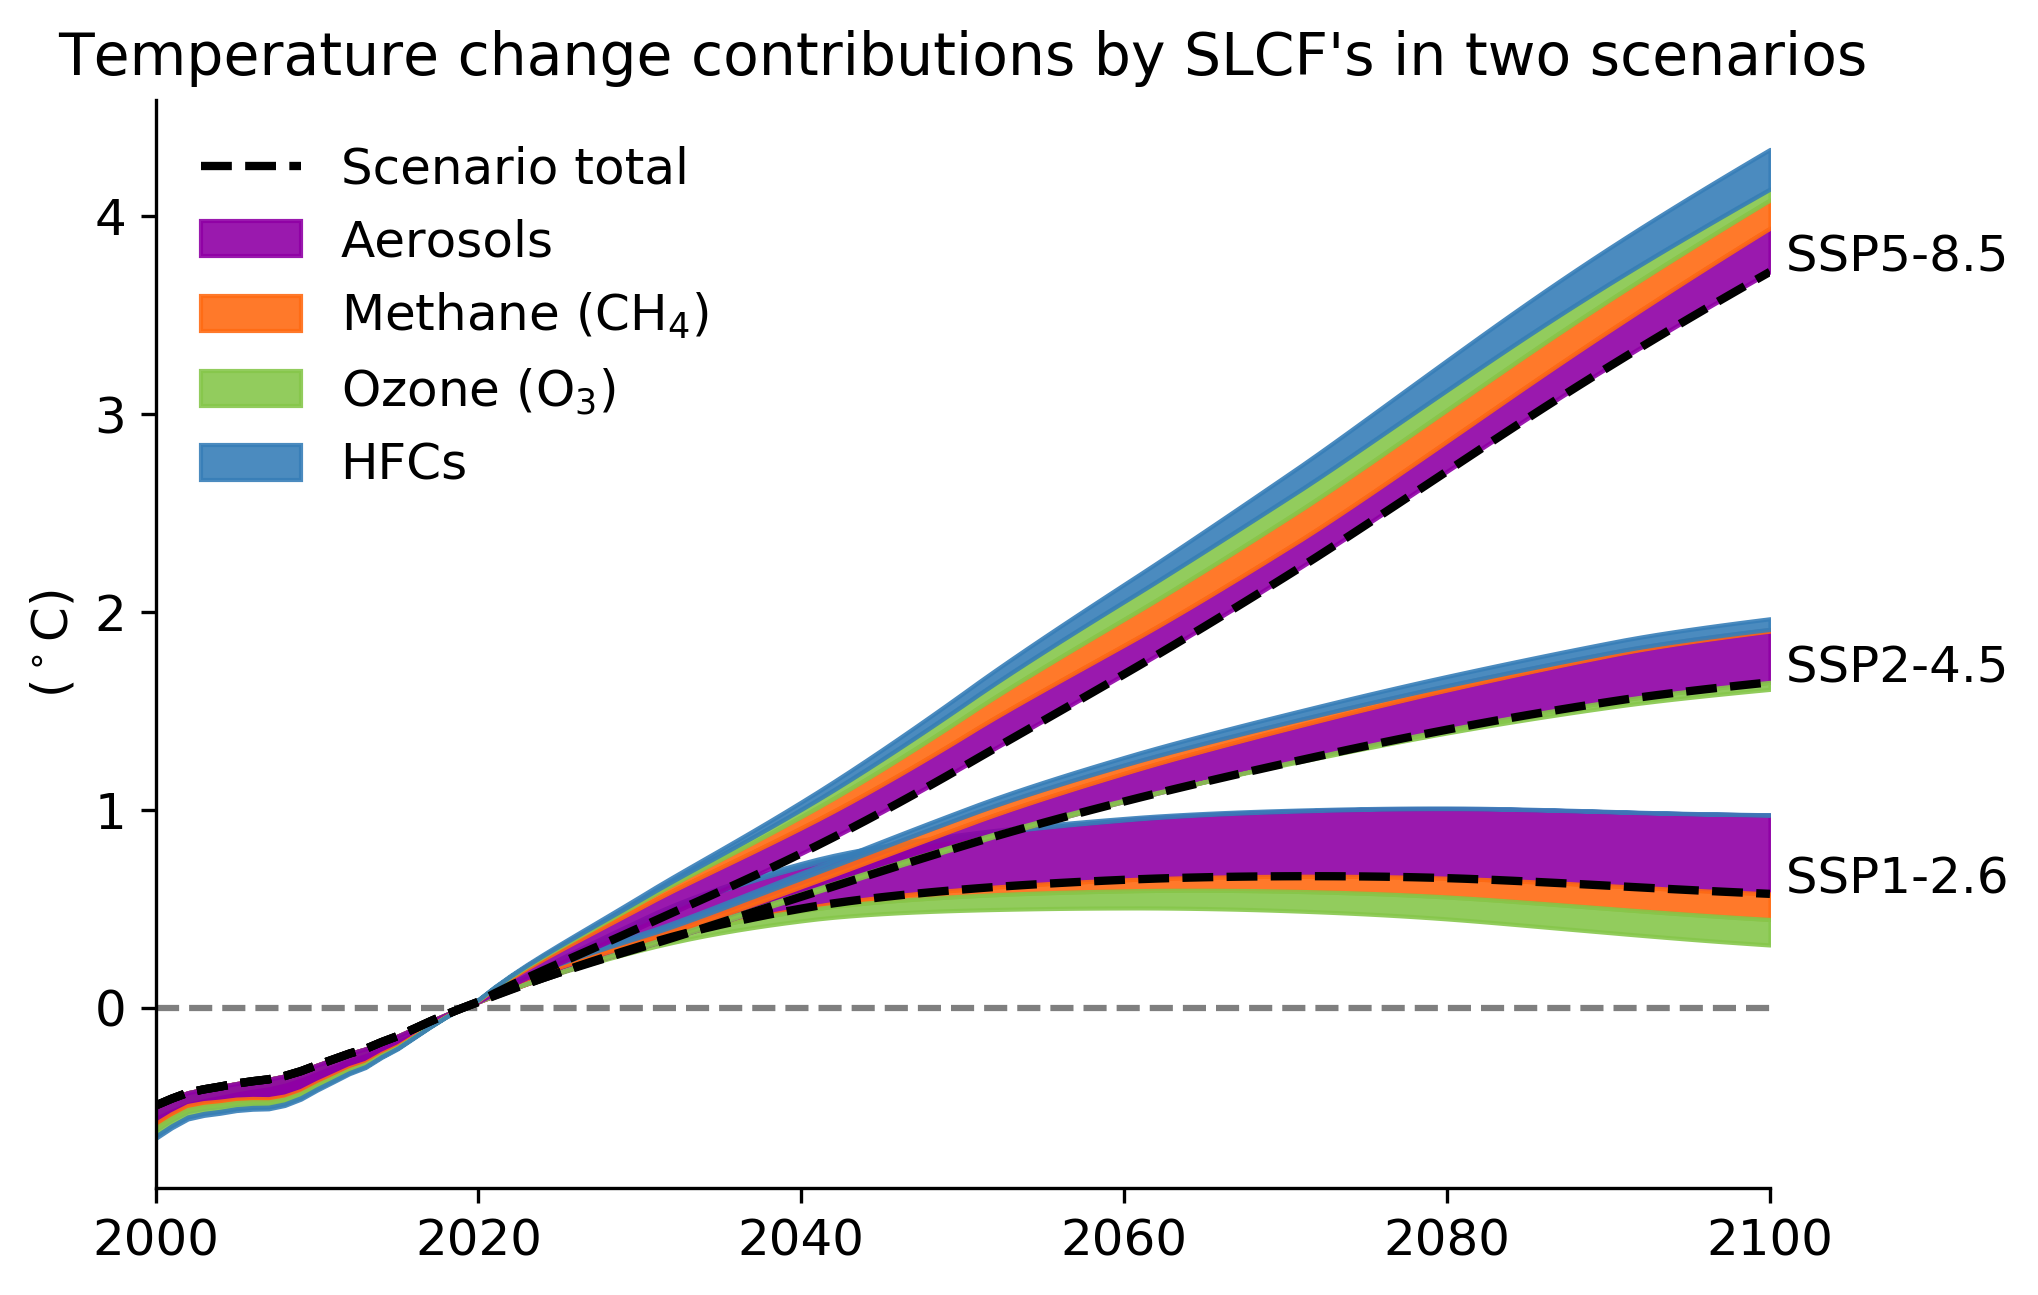 Temperature change contributions by SLCF's in two scenarios
Scenario total
Aerosols
Methane (CH₄)
Ozone (O₃)
HFCs
(°C)
4
3
2
1
0
SSP5-8.5
SSP2-4.5
SSP1-2.6
2000 2020 2040 2060 2080 2100